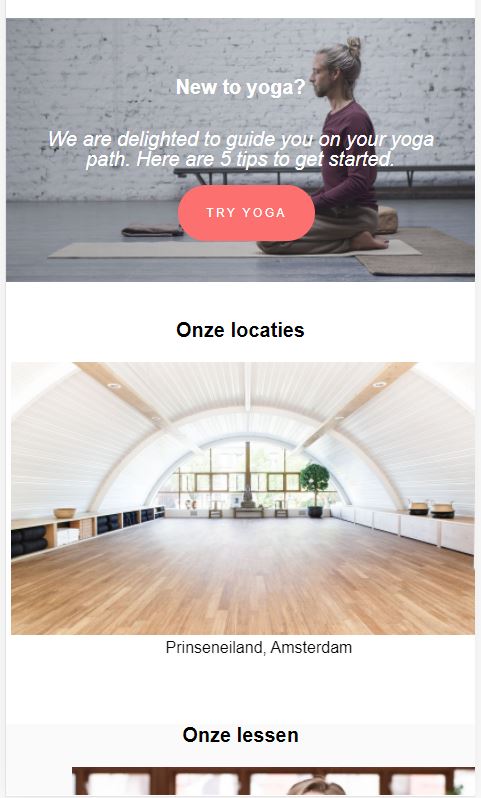 New to yoga?
We are delighted to guide you on your yoga
path. Here are 5 tips to get started.
TRY YOGA
Onze locaties
Prinseneiland, Amsterdam
Onze lessen